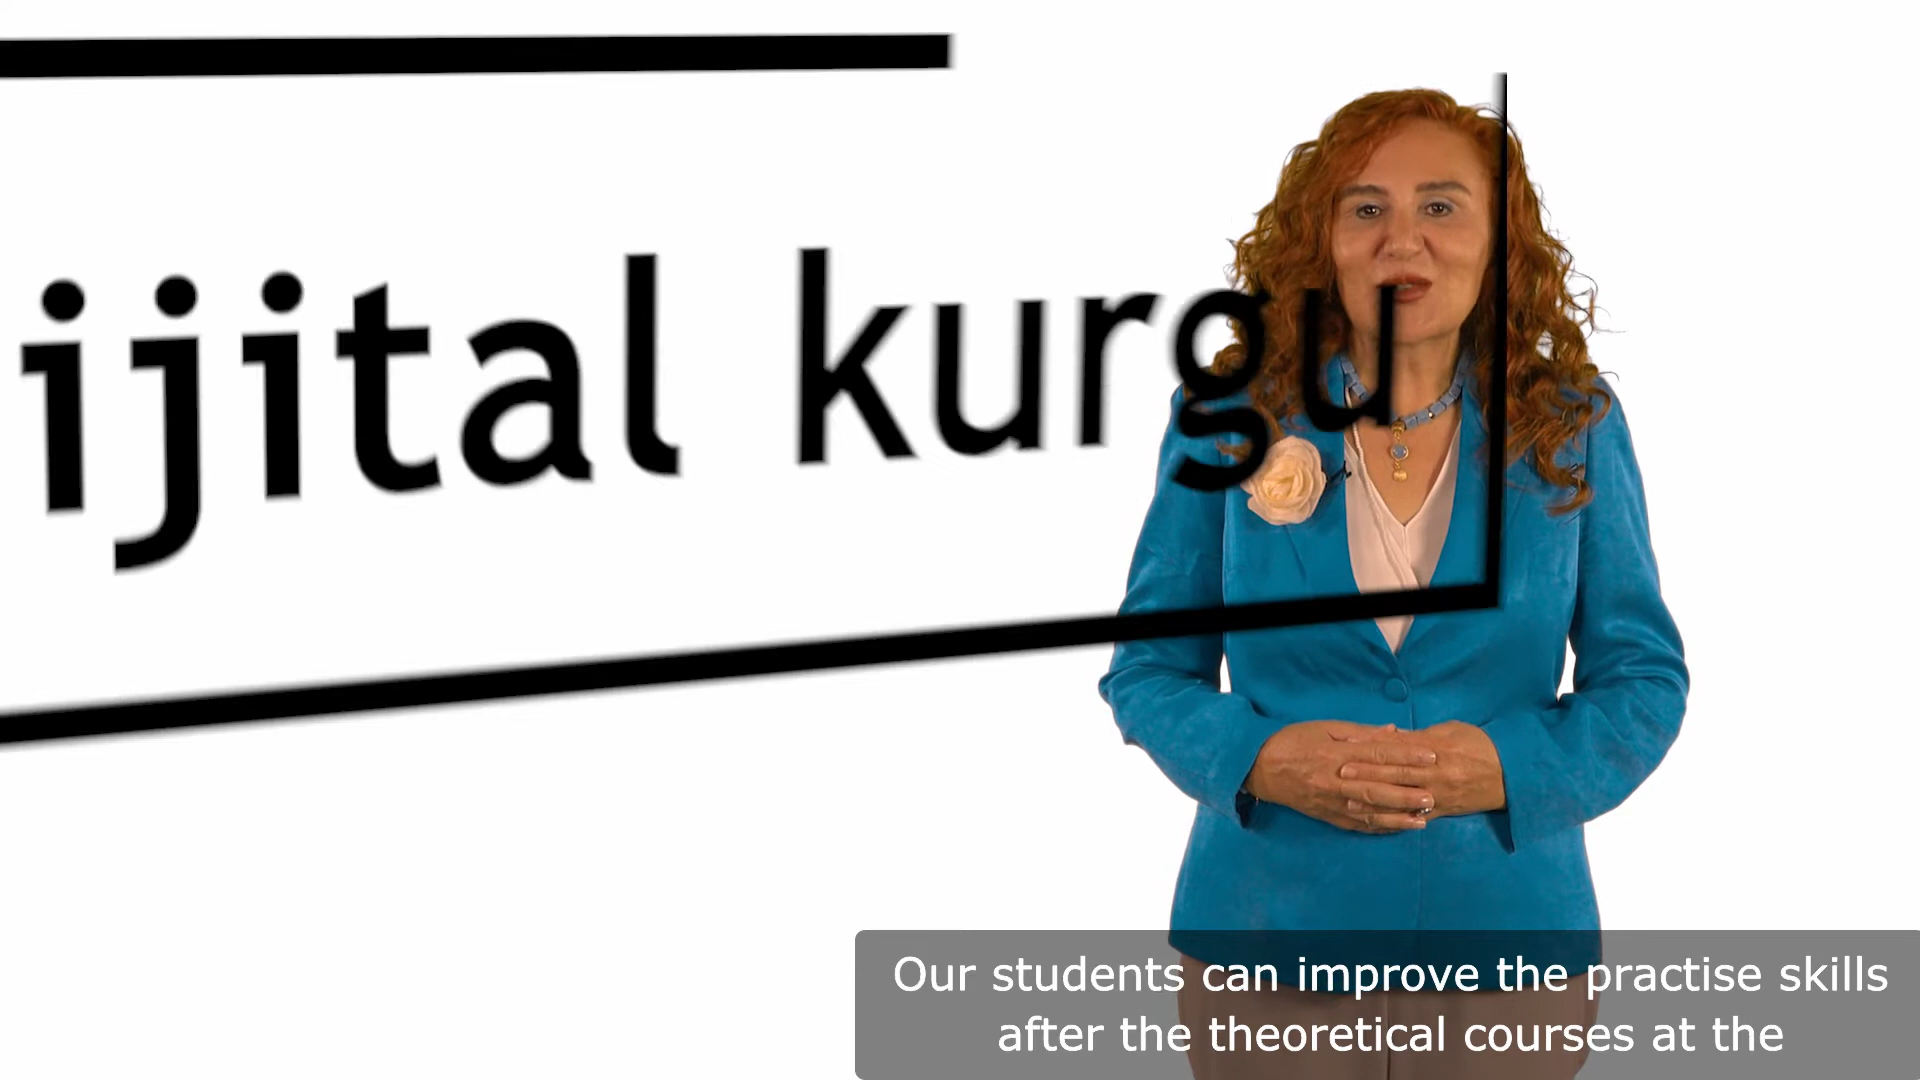 ijital kurgu
Our students can improve the practise skills
after the theoretical courses at the